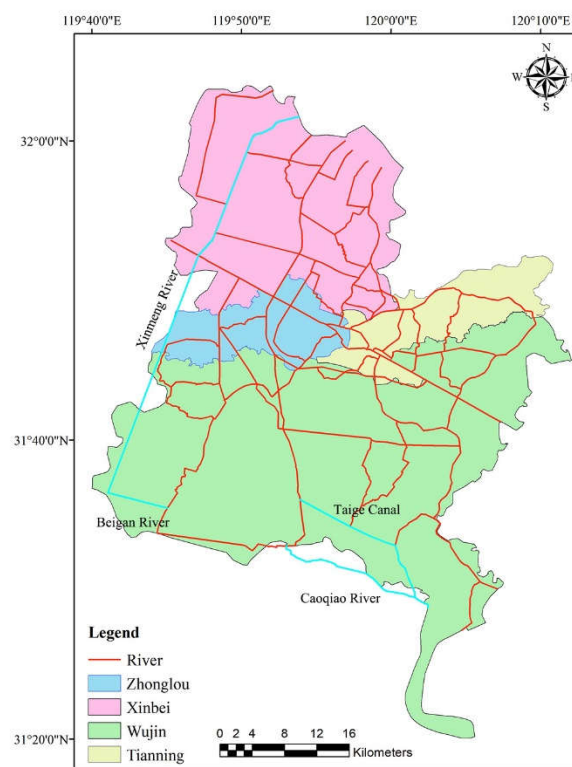 119°40'0"E 119°50'0"E 120°0'0"E 120°10'0"E
N
W
S
32°0'0"N
Xinmeng River
31°40'0"N
Beigan River
Taige Canal
Caoqiao River
Legend
River
Zhonglou
Xinbei
Wujin
Tianning
31°20'0"N
0 2 4 8 12 16
Kilometers